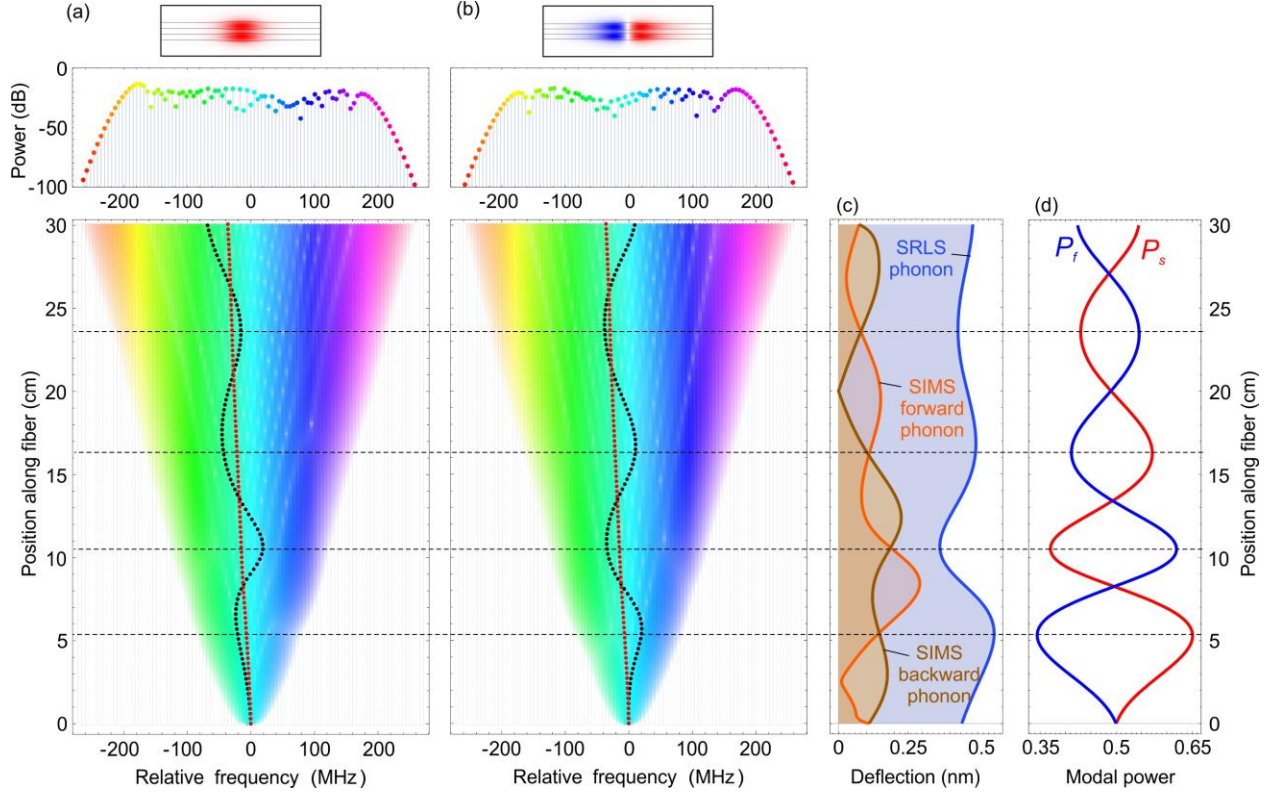 (a)
(b)
Power (dB)
0
-50
-100
-200
-100
0
100
200
-200
-100
0
100
200
(c)
(d)
Position along fiber (cm)
30
25
20
15
10
5
0
SRLS
phonon
SIMS
forward
phonon
SIMS
backward
phonon
Pf
Ps
30
25
20
15
10
5
0
Position along fiber (cm)
-200
-100
0
100
200
-200
-100
0
100
200
0
0.25
0.5
0.35
0.5
0.65
Relative frequency (MHz)
Relative frequency (MHz)
Deflection (nm)
Modal power